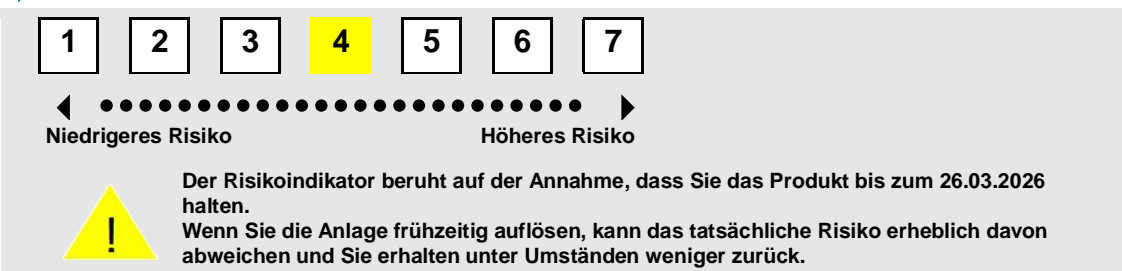 1 2 3 4 5 6 7
Niedrigeres Risiko Höheres Risiko
Der Risikoindikator beruht auf der Annahme, dass Sie das Produkt bis zum 26.03.2026
halten.
! Wenn Sie die Anlage frühzeitig auflösen, kann das tatsächliche Risiko erheblich davon
abweichen und Sie erhalten unter Umständen weniger zurück.